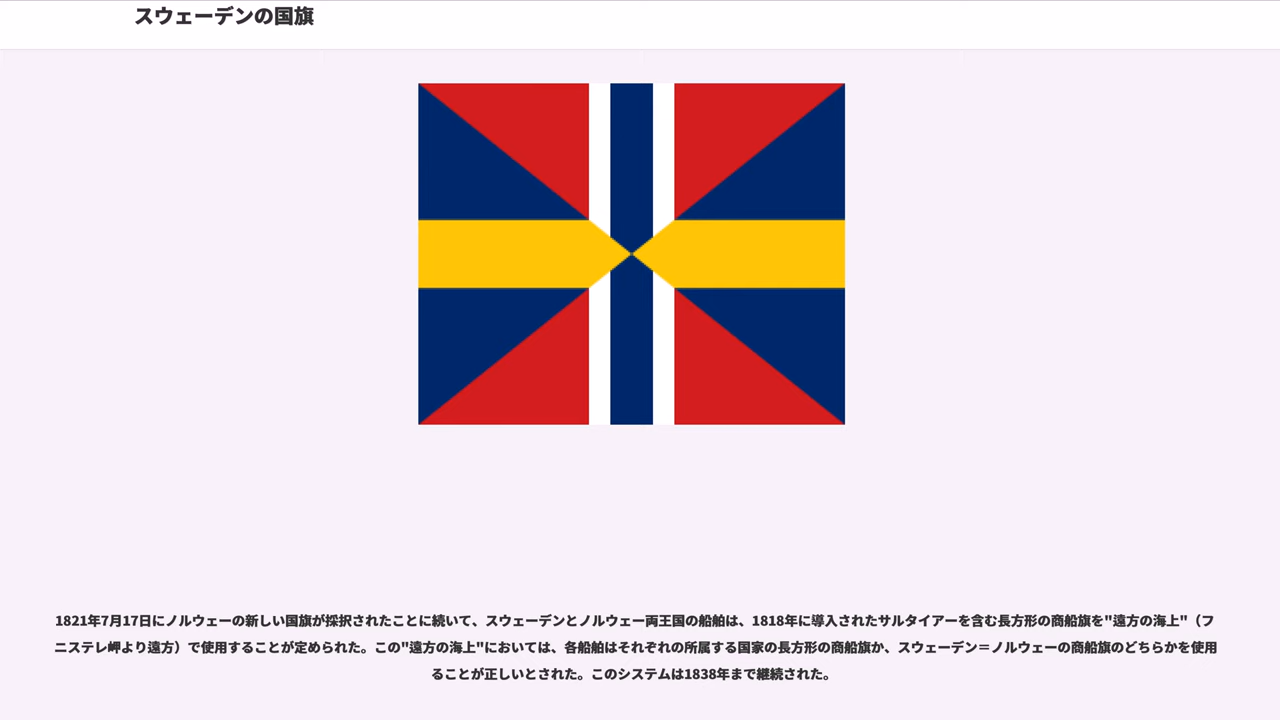 スウェーデンの国旗
1821年7月17日にノルウェーの新しい国旗が採択されたことに続いて、スウェーデンとノルウェー両王国の船舶は、1818年に導入されたサルタイアーを含む長方形の商船旗を"遠方の海上"（フ
ニステレ岬より遠方）で使用することが定められた。この"遠方の海上"においては、各船舶はそれぞれの所属する国家の長方形の商船旗か、スウェーデン＝ノルウェーの商船旗のどちらかを使用
ることが正しいとされた。このシステムは1838年まで継続された。